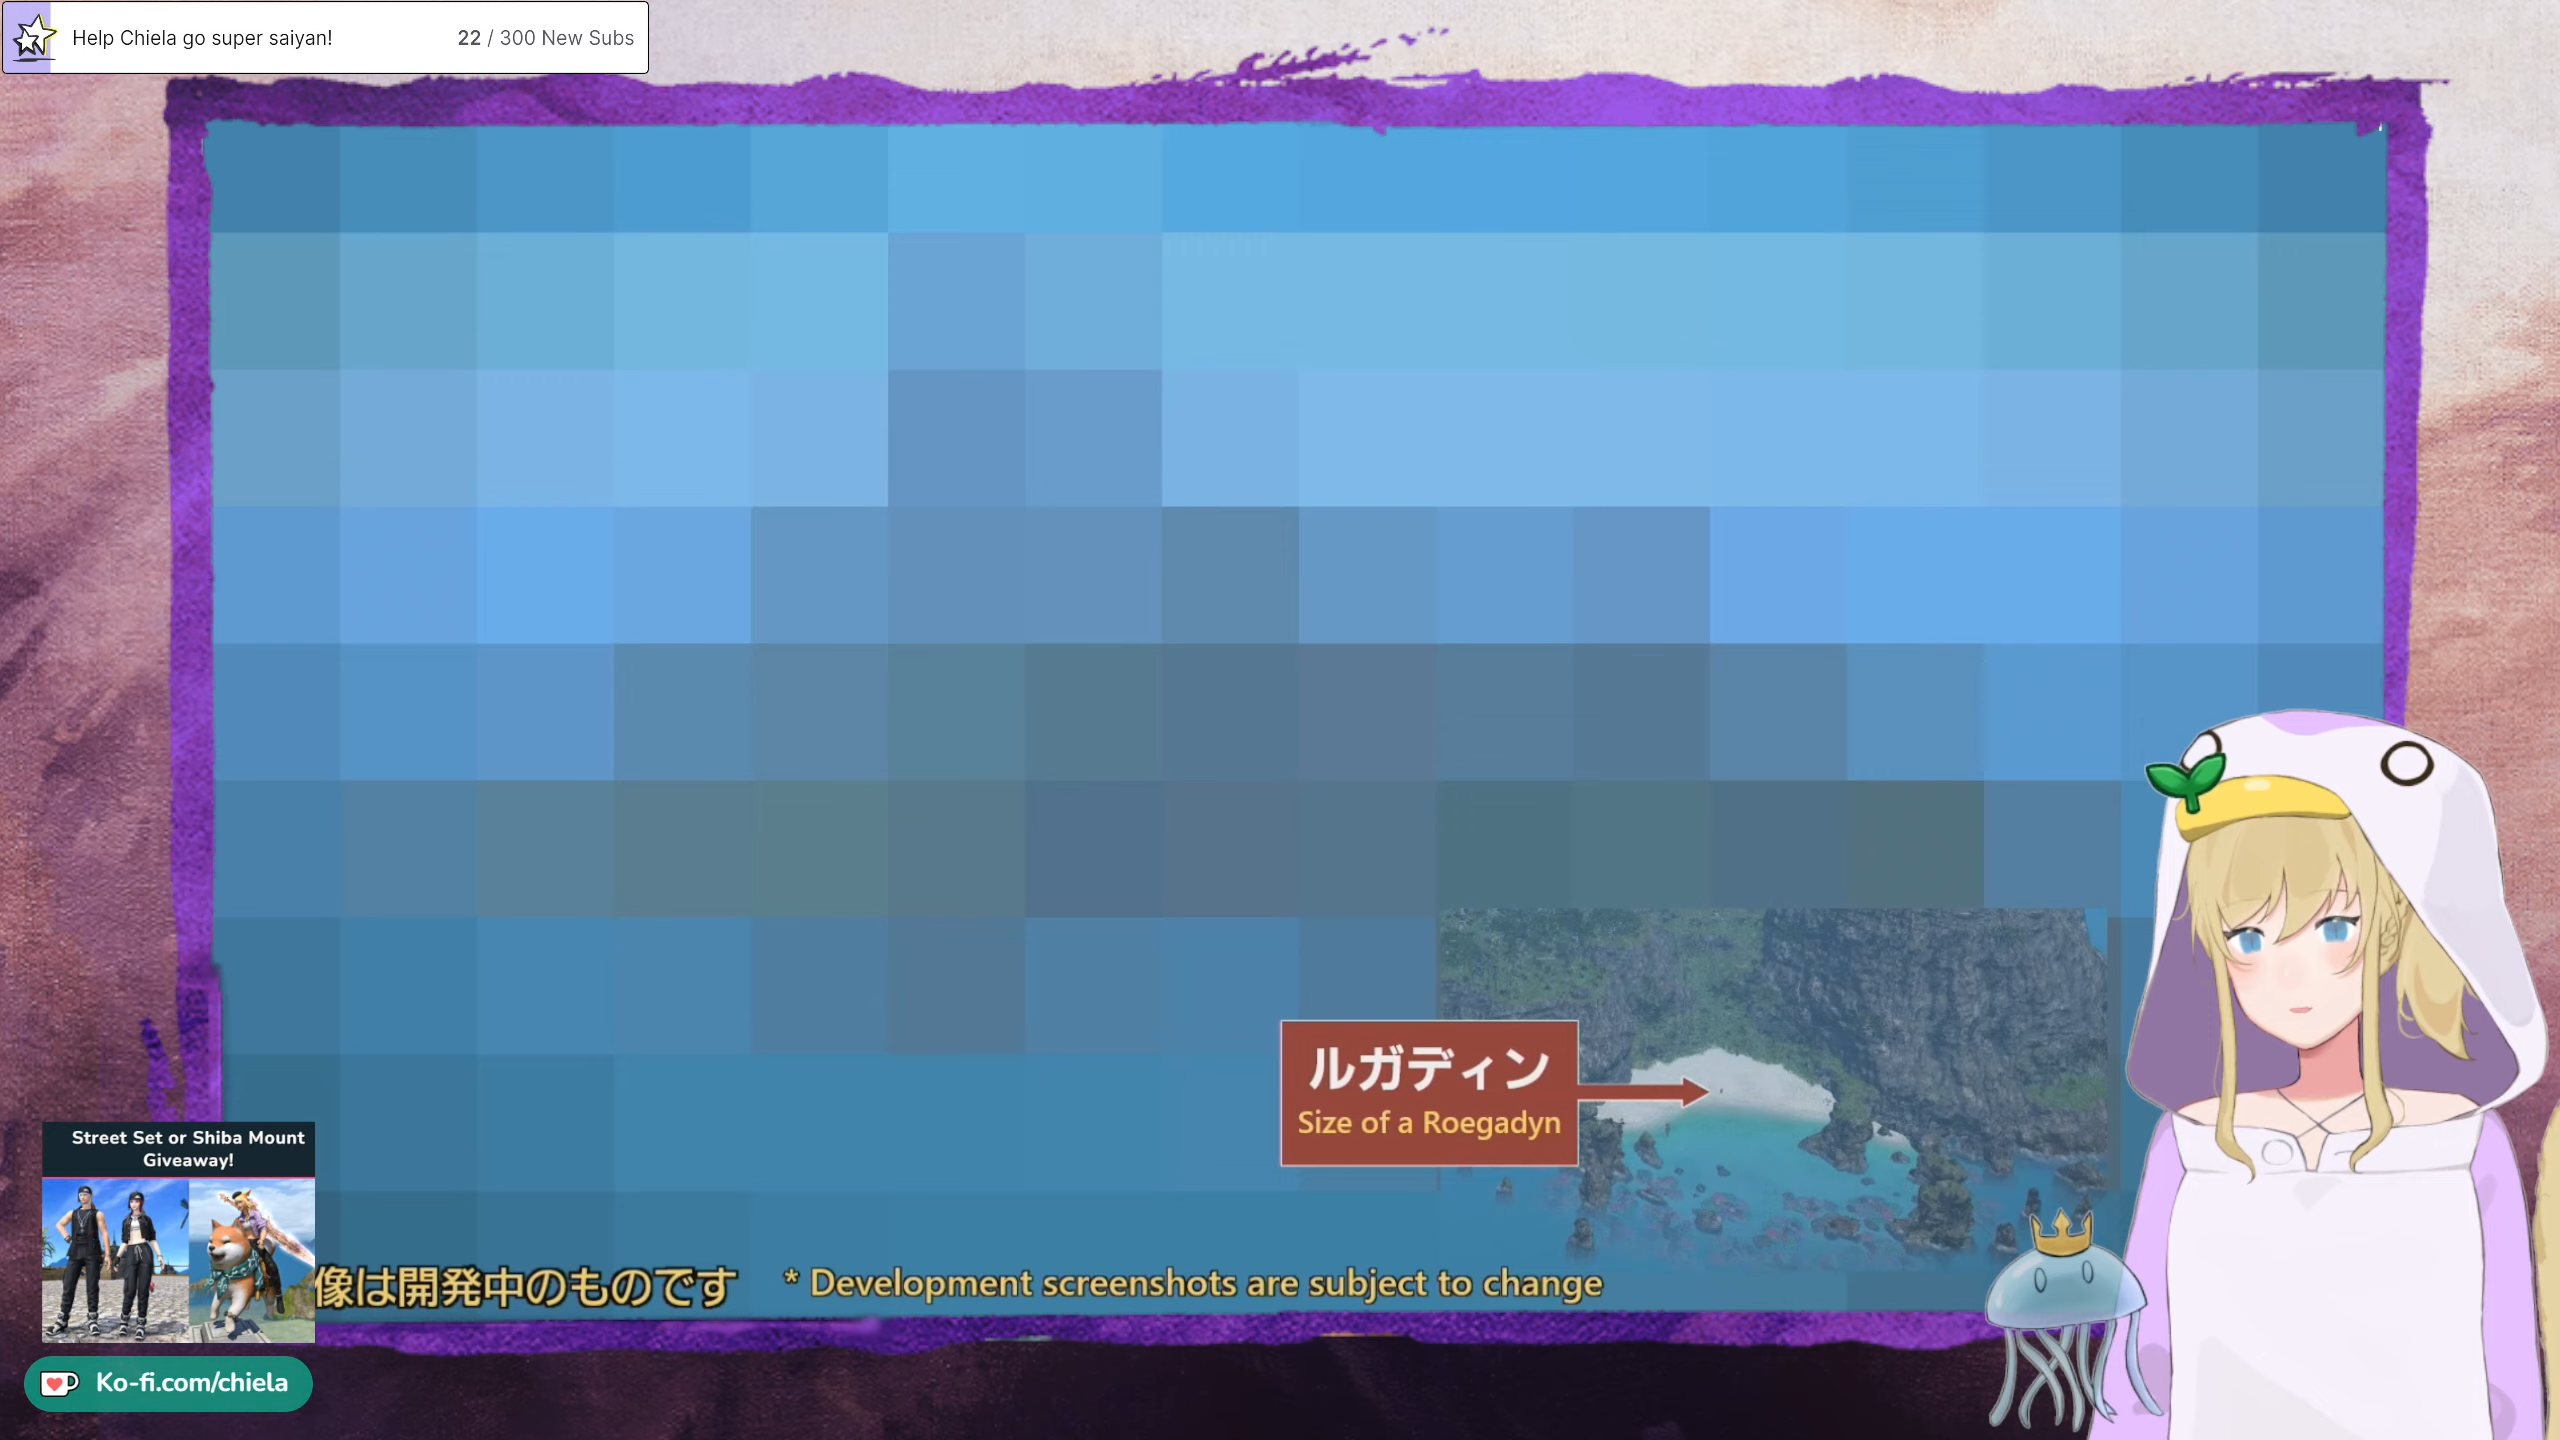 Help Chiela go super saiyan!
22 / 300 New Subs
ルガディン
Size of a Roegadyn
Street Set or Shiba Mount
Giveaway!
像は開発中のものです
* Development screenshots are subject to change
Ko-fi.com/chiela